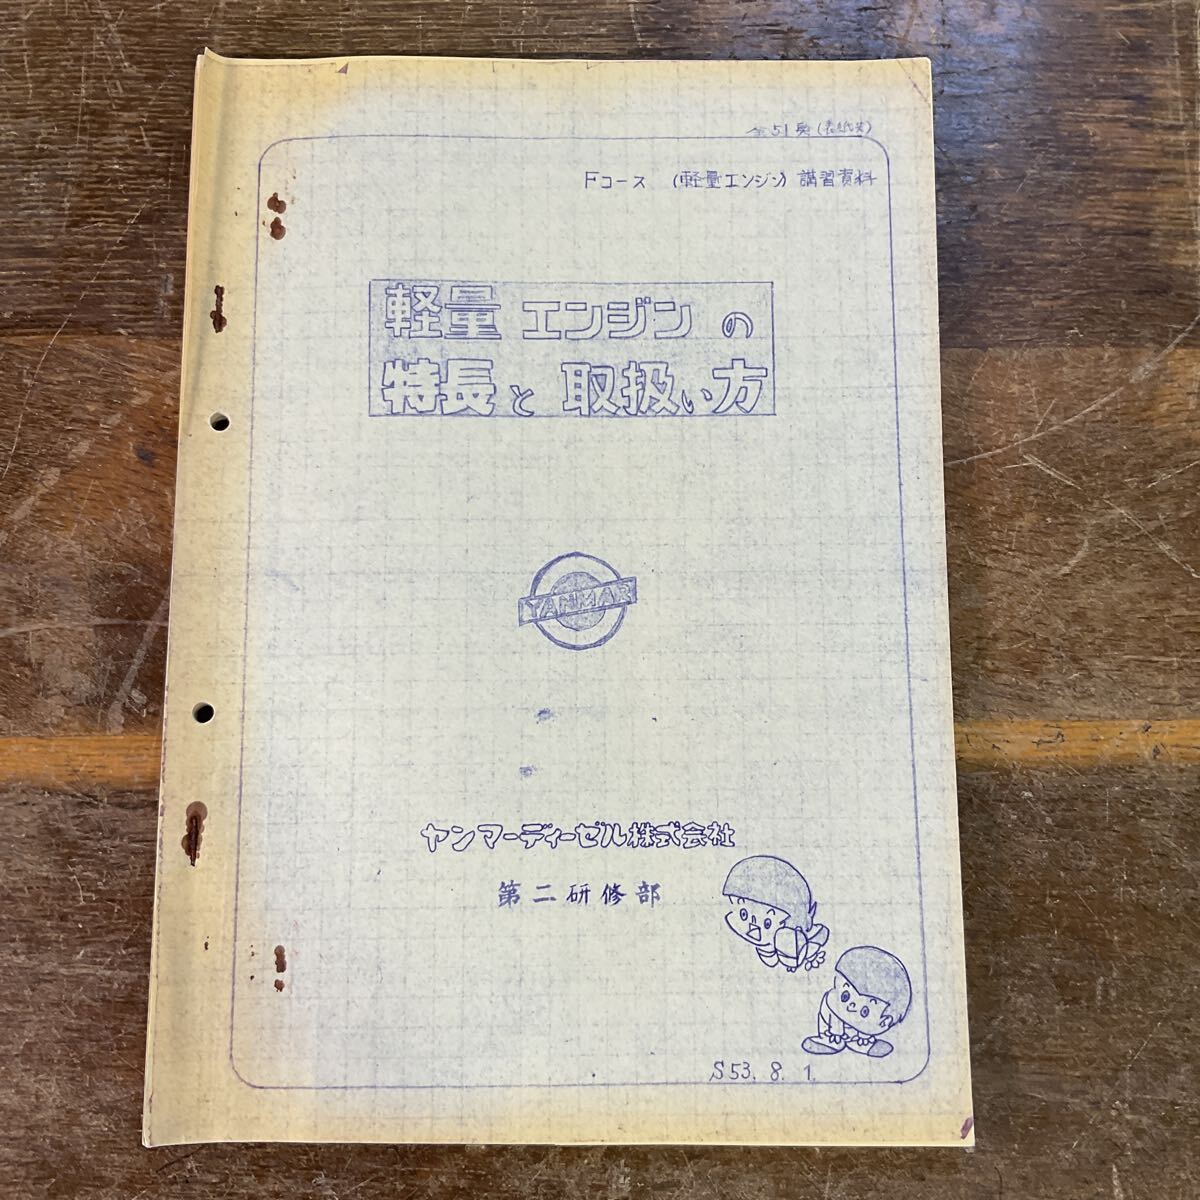 全51頁(表紙共)
Fコース (軽量エンジン) 講習資料
軽量エンジンの
特長と取扱い方
YANMAR
ヤンマーディーゼル株式会社
第二研修部
S53.8.1.